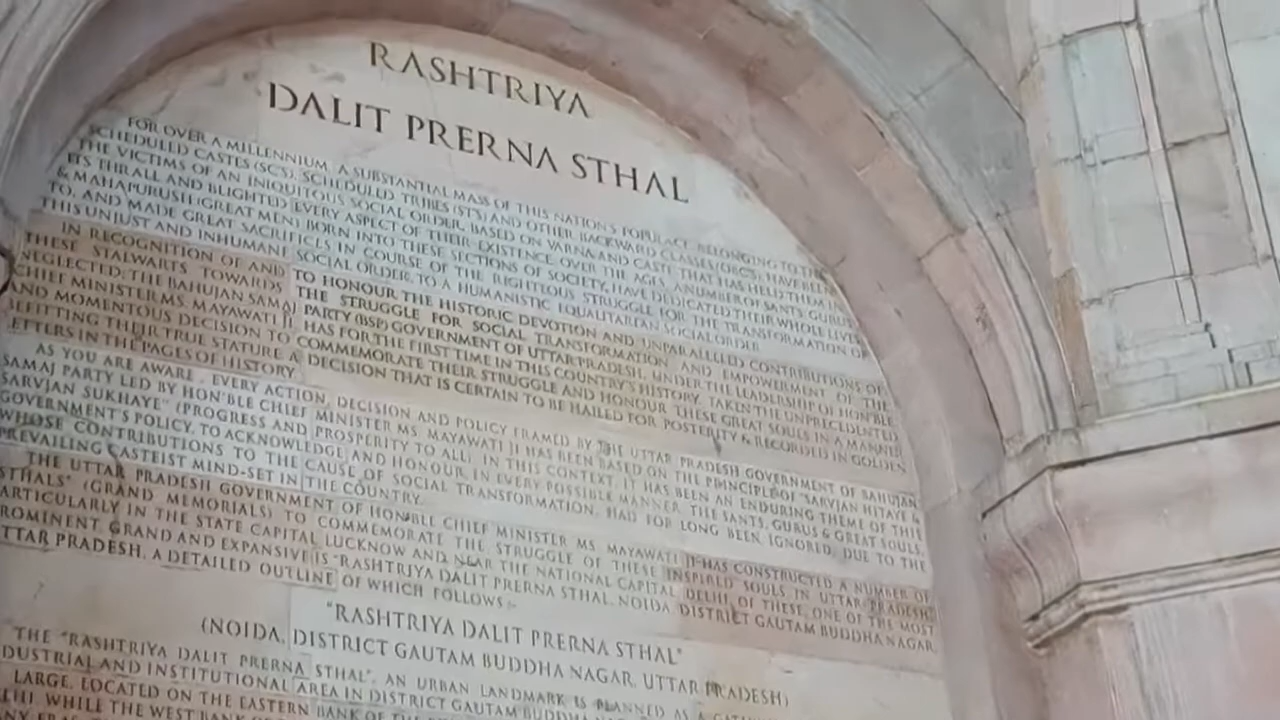 RASHTRIYA
DALIT PRERNA STHAL
FOR OVER A MILLENNIUM, A SUBSTANTIAL MASS OF THIS NATION'S POPULACE, BELONGING TO THE
SCHEDULED CASTES (SCS), SCHEDULED TRIBES (STS) AND OTHER BACKWARD CLASSES (OBCS), HAVE BEEN
THE VICTIMS OF AN INIQUITOUS SOCIAL ORDER, BASED ON VARNA AND CASTE THAT HAS HELD THEM
ITS THRALL AND BLIGHTED EVERY ASPECT OF THEIR EXISTENCE. OVER THE AGES, A NUMBER OF SANTS, GURUS
& MAHAPURUSH (GREAT MEN) BORN INTO THESE SECTIONS OF SOCIETY, HAVE DEDICATED THEIR WHOLE LIVES
TO, AND MADE GREAT SACRIFICES IN COURSE OF THE RIGHTEOUS STRUGGLE FOR THE TRANSFORMATION OF
THIS UNJUST AND INHUMANE SOCIAL ORDER, TO A HUMANISTIC EQUALITARIAN SOCIAL ORDER.
IN RECOGNITION OF AND TO HONOUR THE HISTORIC DEVOTION AND UNPARALLELED CONTRIBUTIONS OF
THESE STALWARTS TOWARDS THE STRUGGLE FOR SOCIAL TRANSFORMATION AND EMPOWERMENT OF THE
NEGLECTED; THE BAHUJAN SAMAJ PARTY (BSP) GOVERNMENT OF UTTAR PRADESH, UNDER THE LEADERSHIP OF HON'BLE
CHIEF MINISTER MS. MAYAWATI JI, HAS FOR THE FIRST TIME IN THIS COUNTRY'S HISTORY, TAKEN THE UNPRECEDENTED
AND MOMENTOUS DECISION TO COMMEMORATE THEIR STRUGGLE AND HONOUR THESE GREAT SOULS IN A MANNER
BEFITTING THEIR TRUE STATURE A DECISION THAT IS CERTAIN TO BE HAILED FOR POSTERITY & RECORDED IN GOLDEN
LETTERS IN THE PAGES OF HISTORY
AS YOU ARE AWARE, EVERY ACTION, DECISION AND POLICY FRAMED BY THE UTTAR PRADESH GOVERNMENT OF BAHUJAN
SAMAJ PARTY LED BY HON'BLE CHIEF MINISTER MS. MAYAWATI JI HAS BEEN BASED ON THE PRINCIPLE OF "SARVJAN HITAYE &
SARVJAN SUKHAYE" (PROGRESS AND PROSPERITY TO ALL). IN THIS CONTEXT, IT HAS BEEN AN ENDURING THEME OF THIS
GOVERNMENT'S POLICY, TO ACKNOWLEDGE AND HONOUR, IN EVERY POSSIBLE MANNER, THE SANTS, GURUS & GREAT SOULS,
WHOSE CONTRIBUTIONS TO THE CAUSE OF SOCIAL TRANSFORMATION, HAD FOR LONG BEEN IGNORED, DUE TO THE
PREVAILING CASTEIST MIND-SET IN THE COUNTRY.
THE UTTAR PRADESH GOVERNMENT OF HON'BLE CHIEF MINISTER MS. MAYAWATI JI HAS CONSTRUCTED A NUMBER OF
STHALS" (GRAND MEMORIALS) TO COMMEMORATE THE STRUGGLE OF THESE INSPIRED SOULS, IN UTTAR PRADESH,
ARTICULARLY IN THE STATE CAPITAL LUCKNOW AND NEAR THE NATIONAL CAPITAL, DELHI. OF THESE, ONE OF THE MOST
ROMINENT, GRAND AND EXPANSIVE IS "RASHTRIYA DALIT PRERNA STHAL, NOIDA DISTRICT GAUTAM BUDDHA NAGAR,
TTAR PRADESH, A DETAILED OUTLINE OF WHICH FOLLOWS :-
"RASHTRIYA DALIT PRERNA STHAL"
(NOIDA, DISTRICT GAUTAM BUDDHA NAGAR, UTTAR PRADESH)
THE "RASHTRIYA DALIT PRERNA STHAL", AN URBAN LANDMARK IS PLANNED AS A
DUSTRIAL AND INSTITUTIONAL AREA IN DISTRICT GAUTAM BUDDHA
LARGE, LOCATED ON THE EASTERN BANK OF THE
WHILE THE WEST BANK